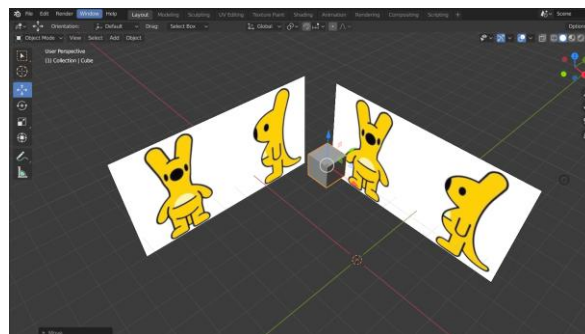 File Edit Render Window Help Layout Modeling Sculpting UV Editing Texture Paint Shading Animation Rendering Compositing Scripting + Scene
Orientation: Default Drag: Select Box Global Options
Object Mode View Select Add Object
User Perspective
(1) Collection | Cube
Move